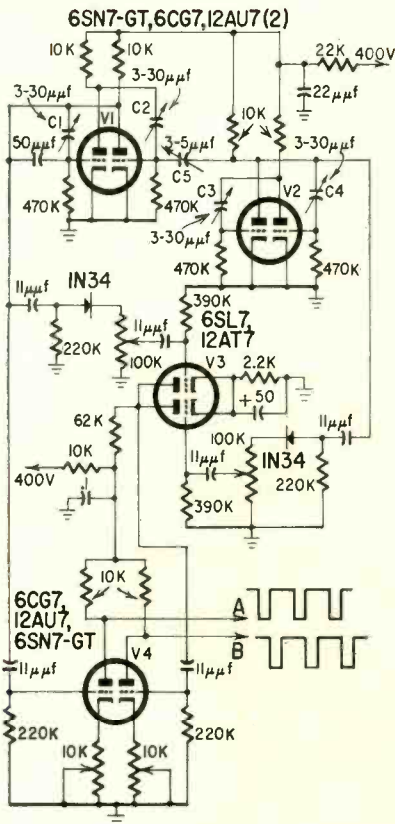 6SN7-GT, 6CG7, 12AU7 (2)
10K 10K
22K 400V
3-30μμf
3-30μμf
22μμf
C1 C2
10K
3-30μμf
V1
50μμf
3-5μμf
C5
C3 V2 C4
470K 470K
3-30μμf
470K 470K
11μμf IN34
390K
6SL7,
12AT7
11μμf
220K 100K
V3 2.2K
+ 50
62K
100K 11μμf
10K
11μμf IN34
400V
220K
.1
390K
10K
A
6CG7,
12AU7,
6SN7-GT
B
V4
11μμf 11μμf
220K 10K 10K 220K